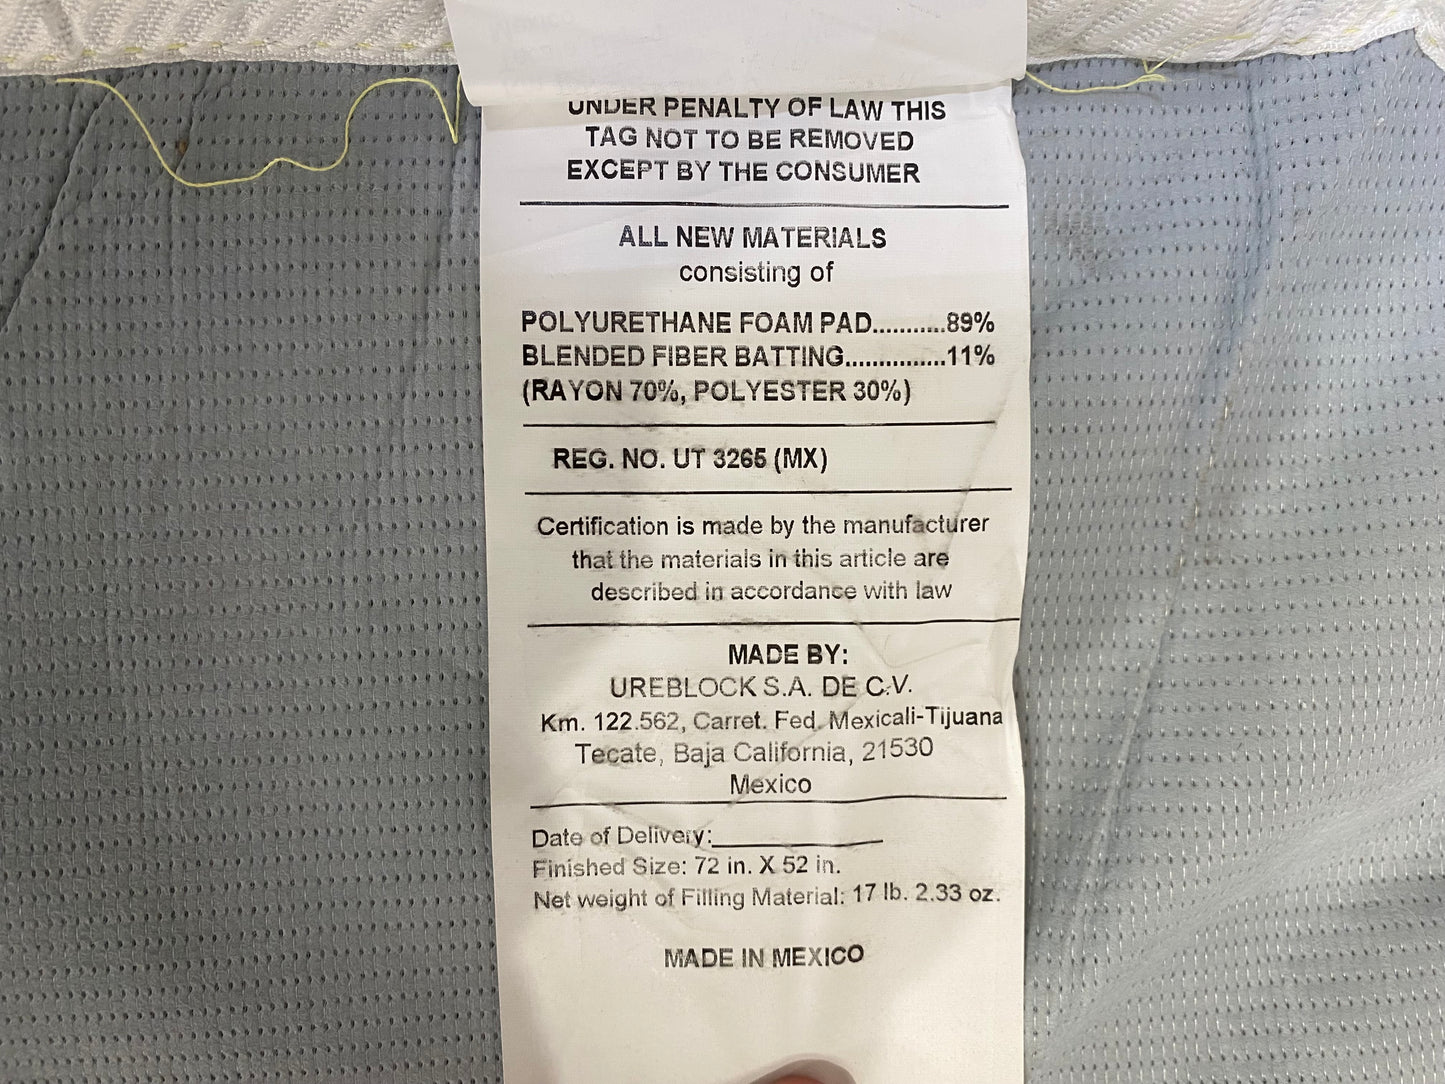 Mexico
UNDER PENALTY OF LAW THIS
TAG NOT TO BE REMOVED
EXCEPT BY THE CONSUMER
ALL NEW MATERIALS
consisting of
POLYURETHANE FOAM PAD...........89%
BLENDED FIBER BATTING...............11%
(RAYON 70%, POLYESTER 30%)
REG. NO. UT 3265 (MX)
Certification is made by the manufacturer
that the materials in this article are
described in accordance with law
MADE BY:
UREBLOCK S.A. DE C.V.
Km. 122.562, Carret. Fed. Mexicali-Tijuana
Tecate, Baja California, 21530
Mexico
Date of Delivery:______________
Finished Size: 72 in. X 52 in.
Net weight of Filling Material: 17 lb. 2.33 oz.
MADE IN MEXICO